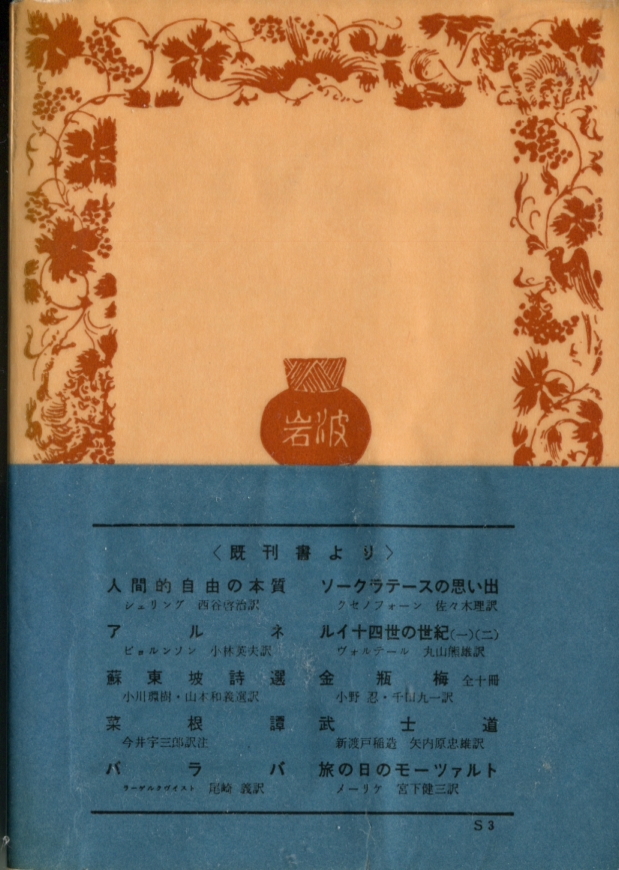 岩波
〈既刊書より〉
人間的自由の本質
シェリング 西谷啓治訳
アルネ
ビョルンソン 小林英夫訳
蘇東坡詩選
小川環樹・山本和義選訳
菜根譚
今井宇三郎訳注
バラバ
ラーゲルクヴイスト 尾崎 義訳
ソークラテースの思い出
クセノフォーン 佐々木理訳
ルイ十四世の世紀(一)(二)
ヴォルテール 丸山熊雄訳
金瓶梅 全十冊
小野 忍・千田九一訳
武士道
新渡戸稲造 矢内原忠雄訳
旅の日のモーツァルト
メーリケ 宮下健三訳
S3